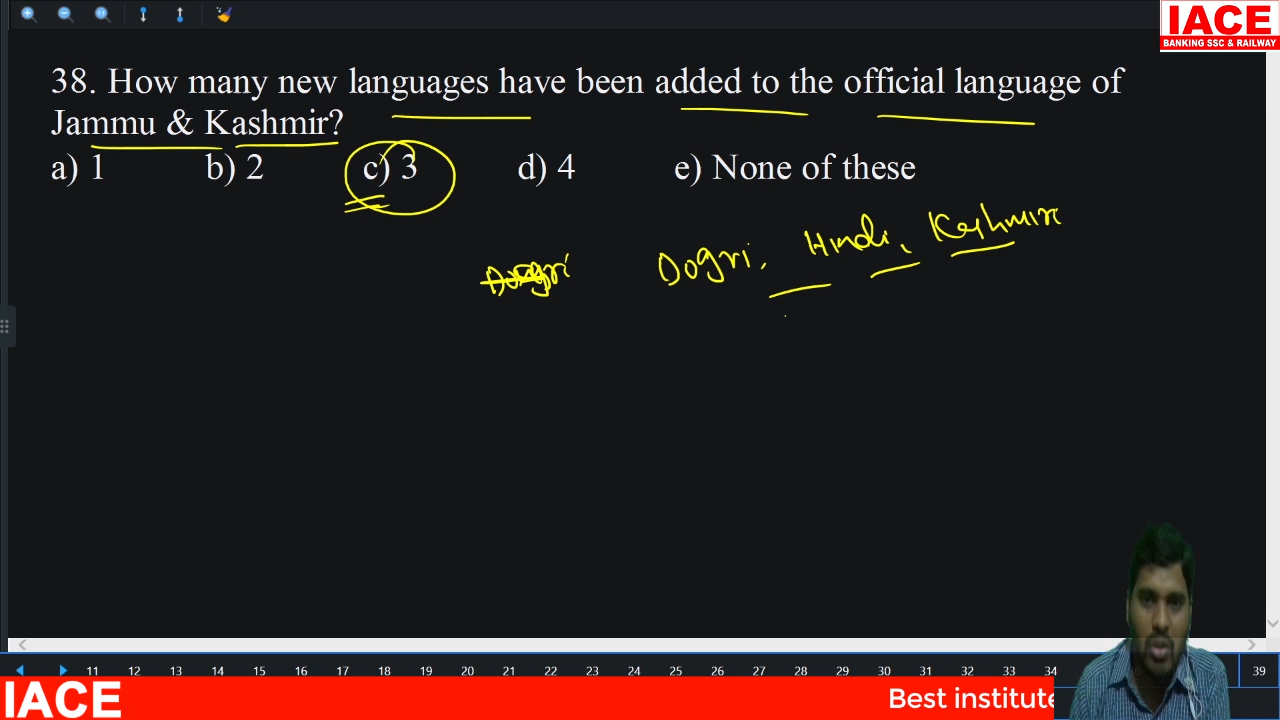 IACE
BANKING SSC & RAILWAY
38. How many new languages have been added to the official language of
Jammu & Kashmir?
a) 1 b) 2 c) 3 d) 4 e) None of these
Dogri Dogri, Hindi, Kashmiri
11 12 13 14 15 16 17 18 19 20 21 22 23 24 25 26 27 28 29 30 31 32 33 34 39
IACE Best institute